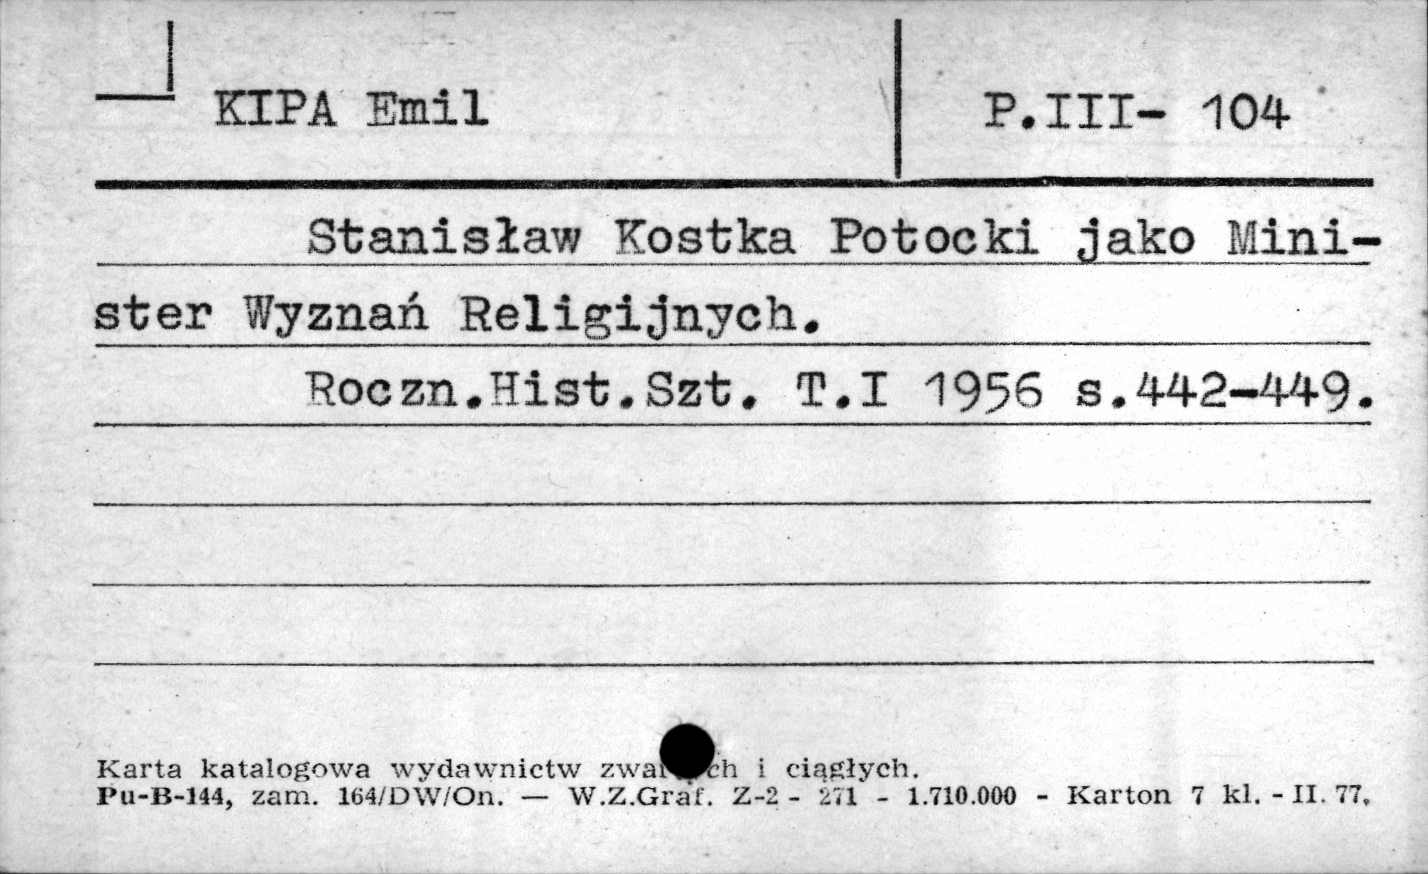 KIPA Emil P.III- 104
Stanisław Kostka Potocki jako Mini-
ster Wyznań Religijnych.
Roczn.Hist.Szt. T.I 1956 s.442-449.
Karta katalogowa wydawnictw i ciągłych.
Pu-B-144, zam. 164/DW/On. — W.Z.Graf. Z-2 - 271 - 1.710.000 - Karton 7 kl. - II. 77.